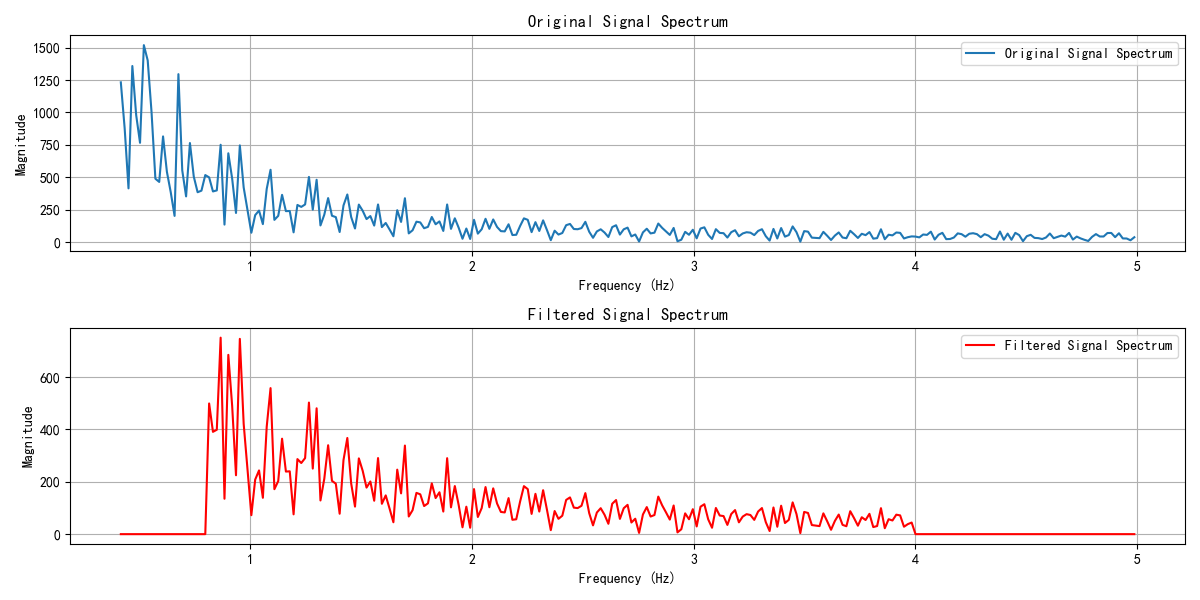 Original Signal Spectrum
1500
1250
1000
750
500
250
0
Magnitude
Original Signal Spectrum
1 2 3 4 5
Frequency (Hz)
Filtered Signal Spectrum
600
400
200
0
Magnitude
Filtered Signal Spectrum
1 2 3 4 5
Frequency (Hz)